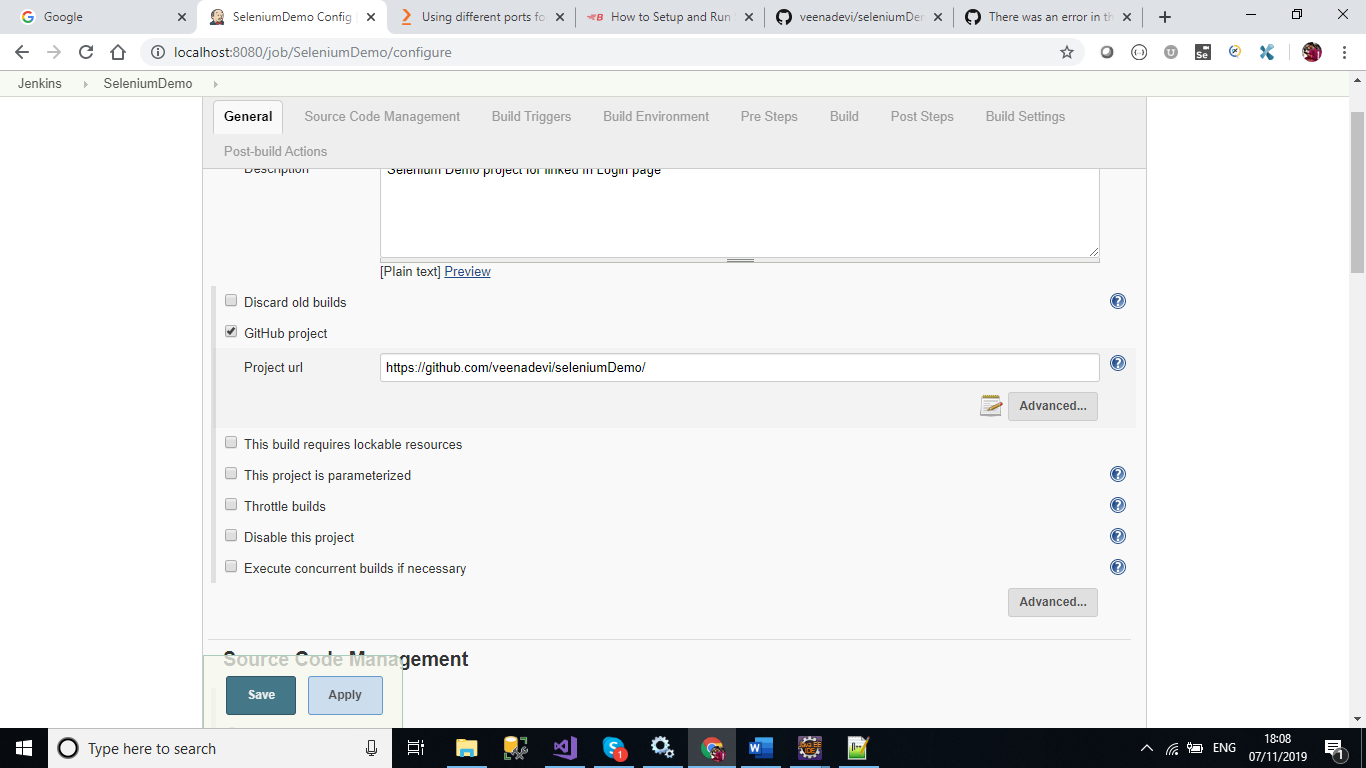 Google
SeleniumDemo Config
Using different ports fo
How to Setup and Run
veenadevi/seleniumDem
There was an error in th
localhost:8080/job/SeleniumDemo/configure
Jenkins
SeleniumDemo
General
Source Code Management
Build Triggers
Build Environment
Pre Steps
Build
Post Steps
Build Settings
Post-build Actions
Description
Selenium Demo project for linked in Login page
[Plain text] Preview
Discard old builds
GitHub project
Project url
https://github.com/veenadevi/seleniumDemo/
Advanced...
This build requires lockable resources
This project is parameterized
Throttle builds
Disable this project
Execute concurrent builds if necessary
Advanced...
Source Code Management
Save
Apply
Type here to search
1
ENG
18:08
07/11/2019
1